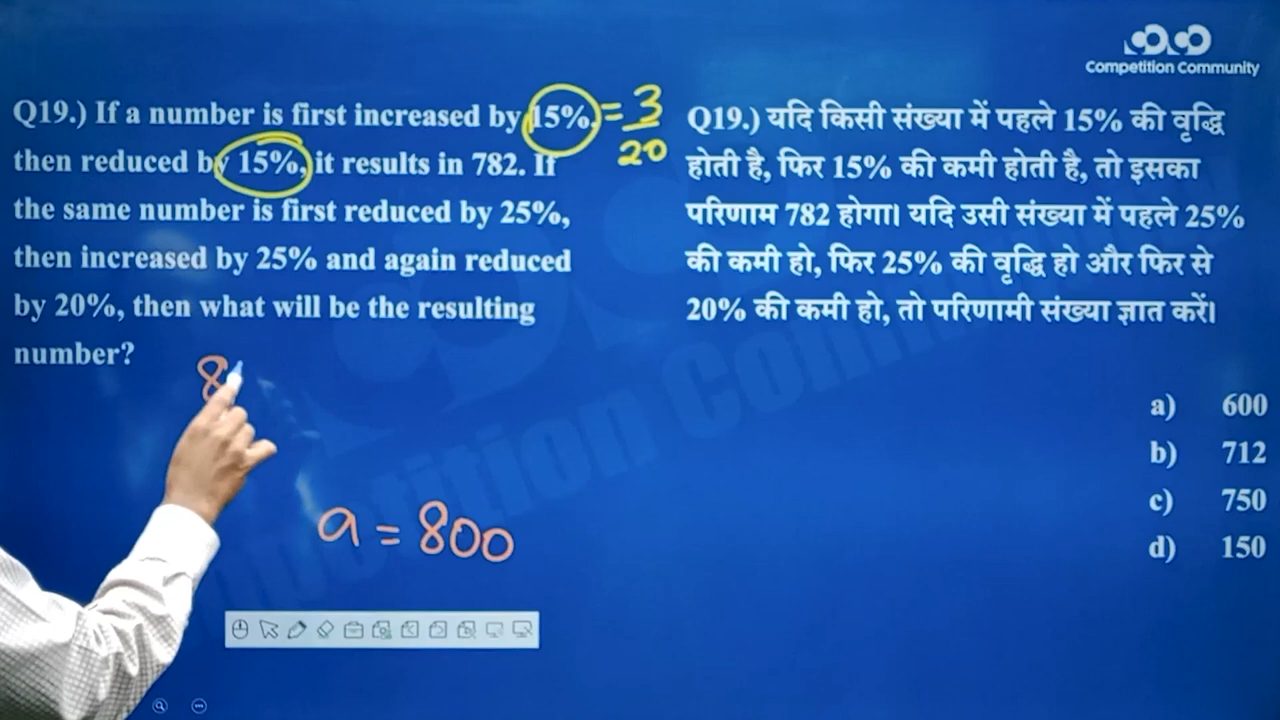 Competition Community
Q19.) If a number is first increased by 15%, = 3/20
then reduced by 15%, it results in 782. If
the same number is first reduced by 25%,
then increased by 25% and again reduced
by 20%, then what will be the resulting
number?
8
a = 800
Q19.) यदि किसी संख्या में पहले 15% की वृद्धि
होती है, फिर 15% की कमी होती है, तो इसका
परिणाम 782 होगा। यदि उसी संख्या में पहले 25%
की कमी हो, फिर 25% की वृद्धि हो और फिर से
20% की कमी हो, तो परिणामी संख्या ज्ञात करें।
a) 600
b) 712
c) 750
d) 150